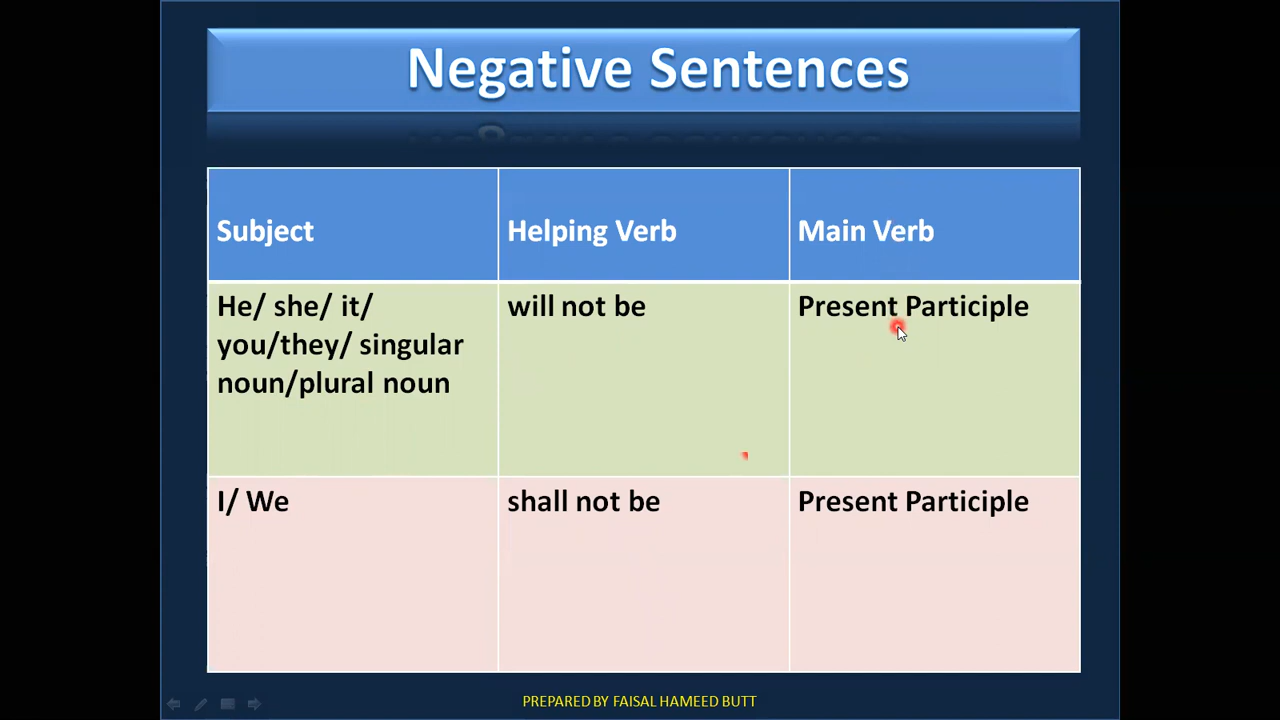 Negative Sentences
Subject
Helping Verb
Main Verb
He/ she/ it/
you/they/ singular
noun/plural noun
will not be
Present Participle
I/ We
shall not be
Present Participle
PREPARED BY FAISAL HAMEED BUTT